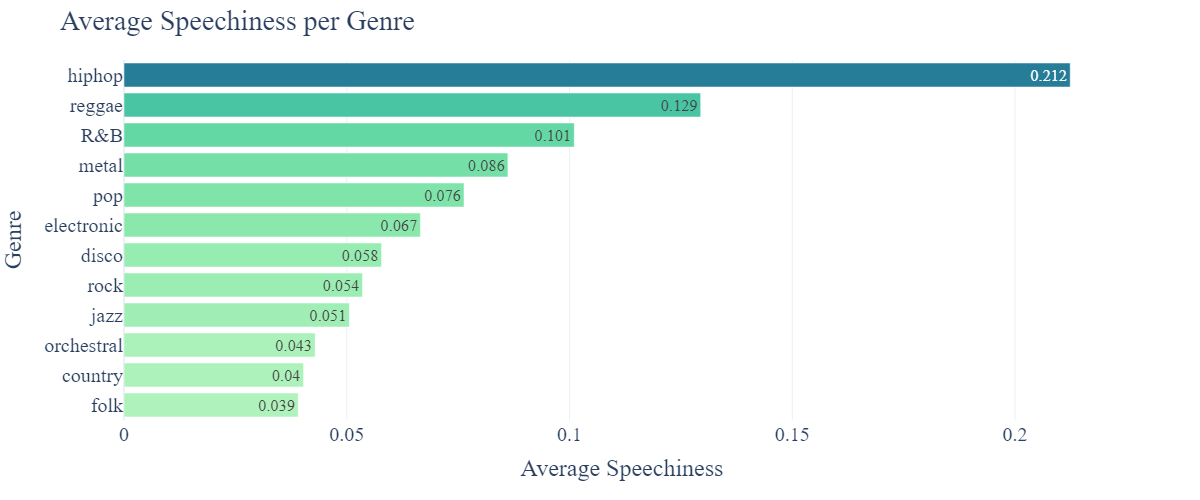 Average Speechiness per Genre
hiphop 0.212
reggae 0.129
R&B 0.101
metal 0.086
pop 0.076
electronic 0.067
disco 0.058
rock 0.054
jazz 0.051
orchestral 0.043
country 0.04
folk 0.039
Genre
0 0.05 0.1 0.15 0.2
Average Speechiness